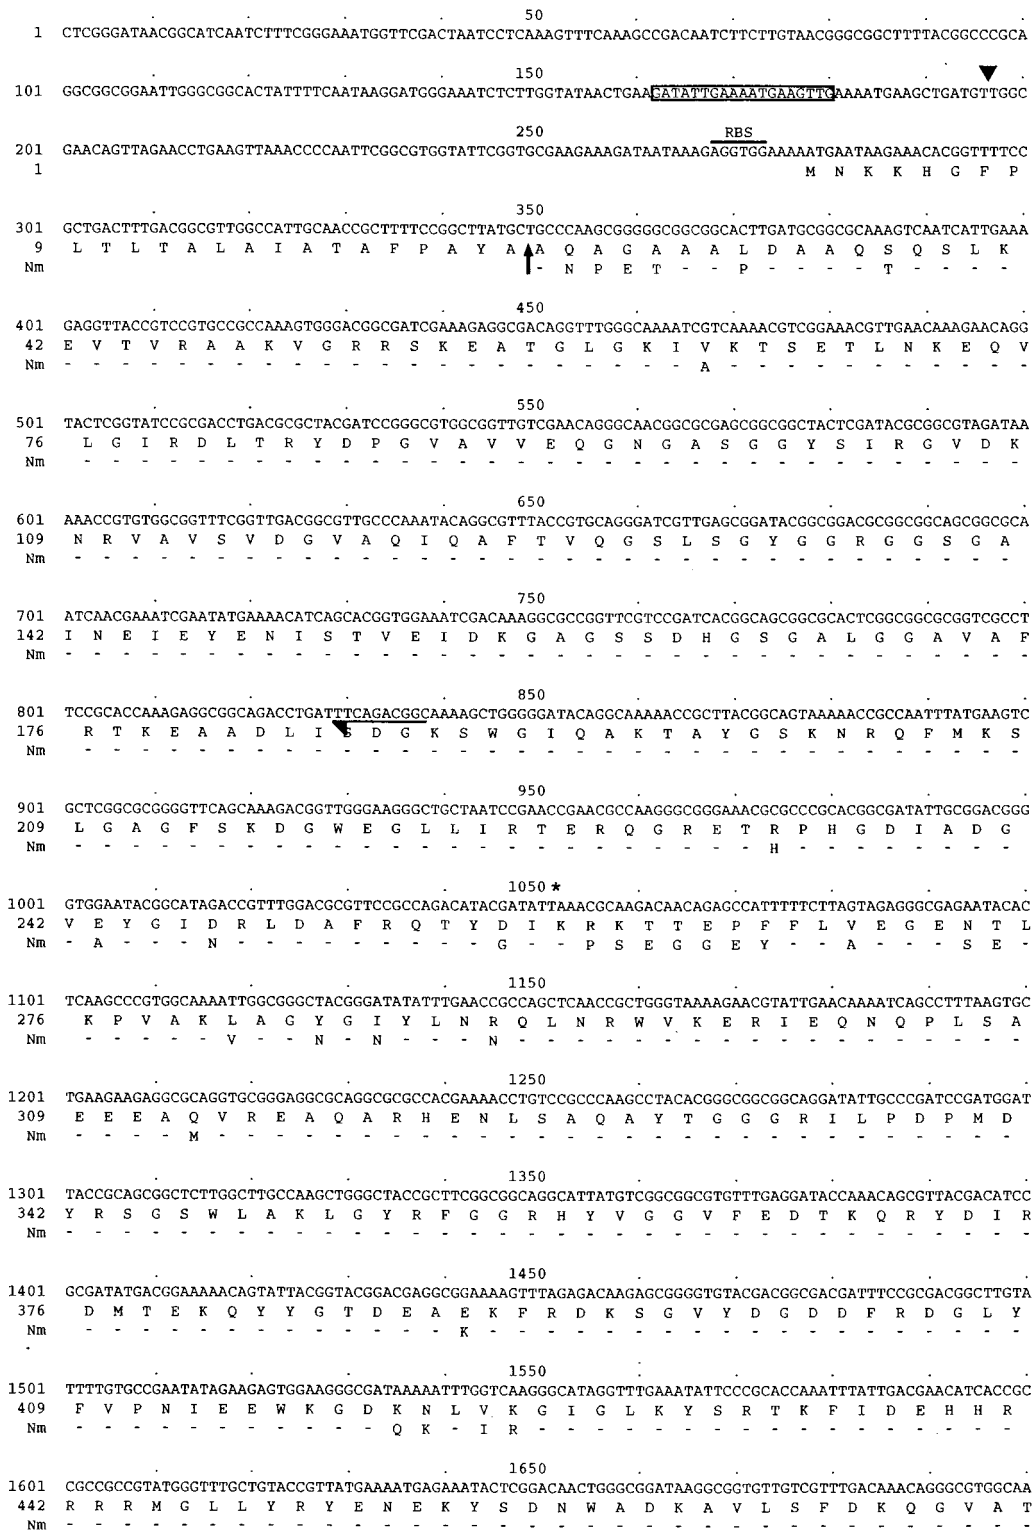 . . . . 50 . . . .
1 CTCGGGATAACGGCATCAATCTTTCGGGAAATGGTTCGACTAATCCTCAAAGTTTCAAAGCCGACAATCTTCTTGTAACGGGCGGCTTTTACGGCCCGCA
. . . . 150 . . . .
101 GGCGGCGGAATTGGGCGGCACTATTTTCAATAAGGATGGGAAATCTCTTGGTATAACTGAAGATATTGAAAATGAAGTTGAAAATGAAGCTGATGTTGGC
. . . . 250 . RBS . . .
201 GAACAGTTAGAACCTGAAGTTAAACCCCAATTCGGCGTGGTATTCGGTGCGAAGAAAGATAATAAAGAGGTGGAAAAATGAATAAGAAACACGGTTTTCC
1 M N K K H G F P
. . . . 350 . . . .
301 GCTGACTTTGACGGCGTTGGCCATTGCAACCGCTTTTCCGGCTTATGCTGCCCAAGCGGGGGCGGCGGCACTTGATGCGGCGCAAAGTCAATCATTGAAA
9 L T L T A L A I A T A F P A Y A A Q A G A A A L D A A Q S Q S L K
Nm - N P E T - - P - - - - T - - - -
. . . . 450 . . . .
401 GAGGTTACCGTCCGTGCCGCCAAAGTGGGACGGCGATCGAAAGAGGCGACAGGTTTGGGCAAAATCGTCAAAACGTCGGAAACGTTGAACAAAGAACAGG
42 E V T V R A A K V G R R S K E A T G L G K I V K T S E T L N K E Q V
Nm - - - - - - - - - - - - - - - - - - - - - - A - - - - - - - - - - -
. . . . 550 . . . .
501 TACTCGGTATCCGCGACCTGACGCGCTACGATCCGGGCGTGGCGGTTGTCGAACAGGGCAACGGCGCGAGCGGCGGCTACTCGATACGCGGCGTAGATAA
76 L G I R D L T R Y D P G V A V V E Q G N G A S G G Y S I R G V D K
Nm - - - - - - - - - - - - - - - - - - - - - - - - - - - - - - - - -
. . . . 650 . . . .
601 AAACCGTGTGGCGGTTTCGGTTGACGGCGTTGCCCAAATACAGGCGTTTACCGTGCAGGGATCGTTGAGCGGATACGGCGGACGCGGCGGCAGCGGCGCA
109 N R V A V S V D G V A Q I Q A F T V Q G S L S G Y G G R G G S G A
Nm - - - - - - - - - - - - - - - - - - - - - - - - - - - - - - - - -
. . . . 750 . . . .
701 ATCAACGAAATCGAATATGAAAACATCAGCACGGTGGAAATCGACAAAGGCGCCGGTTCGTCCGATCACGGCAGCGGCGCACTCGGCGGCGCGGTCGCCT
142 I N E I E Y E N I S T V E I D K G A G S S D H G S G A L G G A V A F
Nm - - - - - - - - - - - - - - - - - - - - - - - - - - - - - - - - - -
. . . . 850 . . . .
801 TCCGCACCAAAGAGGCGGCAGACCTGATTTCAGACGGCAAAAGCTGGGGGATACAGGCAAAAACCGCTTACGGCAGTAAAAACCGCCAATTTATGAAGTC
176 R T K E A A D L I S D G K S W G I Q A K T A Y G S K N R Q F M K S
Nm - - - - - - - - - - - - - - - - - - - - - - - - - - - - - - - - -
. . . . 950 . . . .
901 GCTCGGCGCGGGGTTCAGCAAAGACGGTTGGGAAGGGCTGCTAATCCGAACCGAACGCCAAGGGCGGGAAACGCGCCCGCACGGCGATATTGCGGACGGG
209 L G A G F S K D G W E G L L I R T E R Q G R E T R P H G D I A D G
Nm - - - - - - - - - - - - - - - - - - - - - - - - H - - - - - - - -
. . . . 1050 * . . . .
1001 GTGGAATACGGCATAGACCGTTTGGACGCGTTCCGCCAGACATACGATATTAAACGCAAGACAACAGAGCCATTTTTCTTAGTAGAGGGCGAGAATACAC
242 V E Y G I D R L D A F R Q T Y D I K R K T T E P F F L V E G E N T L
Nm - A - - - N - - - - - - - - - G - - P S E G G E Y - - A - - - S E -
. . . . 1150 . . . .
1101 TCAAGCCCGTGGCAAAATTGGCGGGCTACGGGATATATTTGAACCGCCAGCTCAACCGCTGGGTAAAAGAACGTATTGAACAAAATCAGCCTTTAAGTGC
276 K P V A K L A G Y G I Y L N R Q L N R W V K E R I E Q N Q P L S A
Nm - - - - - V - - N - N - - - N - - - - - - - - - - - - - - - - - -
. . . . 1250 . . . .
1201 TGAAGAAGAGGCGCAGGTGCGGGAGGCGCAGGCGCGCCACGAAAACCTGTCCGCCCAAGCCTACACGGGCGGCGGCAGGATATTGCCCGATCCGATGGAT
309 E E E A Q V R E A Q A R H E N L S A Q A Y T G G G R I L P D P M D
Nm - - - - M - - - - - - - - - - - - - - - - - - - - - - - - - - - -
. . . . 1350 . . . .
1301 TACCGCAGCGGCTCTTGGCTTGCCAAGCTGGGCTACCGCTTCGGCGGCAGGCATTATGTCGGCGGCGTGTTTGAGGATACCAAACAGCGTTACGACATCC
342 Y R S G S W L A K L G Y R F G G R H Y V G G V F E D T K Q R Y D I R
Nm - - - - - - - - - - - - - - - - - - - - - - - - - - - - - - - - - -
. . . . 1450 . . . .
1401 GCGATATGACGGAAAAACAGTATTACGGTACGGACGAGGCGGAAAAGTTTAGAGACAAGAGCGGGGTGTACGACGGCGACGATTTCCGCGACGGCTTGTA
376 D M T E K Q Y Y G T D E A E K F R D K S G V Y D G D D F R D G L Y
Nm - - - - - - - - - - - - - K - - - - - - - - - - - - - - - - - - -
. . . . 1550 . . . .
1501 TTTTGTGCCGAATATAGAAGAGTGGAAGGGCGATAAAAATTTGGTCAAGGGCATAGGTTTGAAATATTCCCGCACCAAATTTATTGACGAACATCACCGC
409 F V P N I E E W K G D K N L V K G I G L K Y S R T K F I D E H H R
Nm - - - - - - - - - - - Q K - I R - - - - - - - - - - - - - - - - -
. . . . 1650 . . . .
1601 CGCCGCCGTATGGGTTTGCTGTACCGTTATGAAAATGAGAAATACTCGGACAACTGGGCGGATAAGGCGGTGTTGTCGTTTGACAAACAGGGCGTGGCAA
442 R R R M G L L Y R Y E N E K Y S D N W A D K A V L S F D K Q G V A T
Nm - - - - - - - - - - - - - - - - - - - - - - - - - - - - - - - - - -